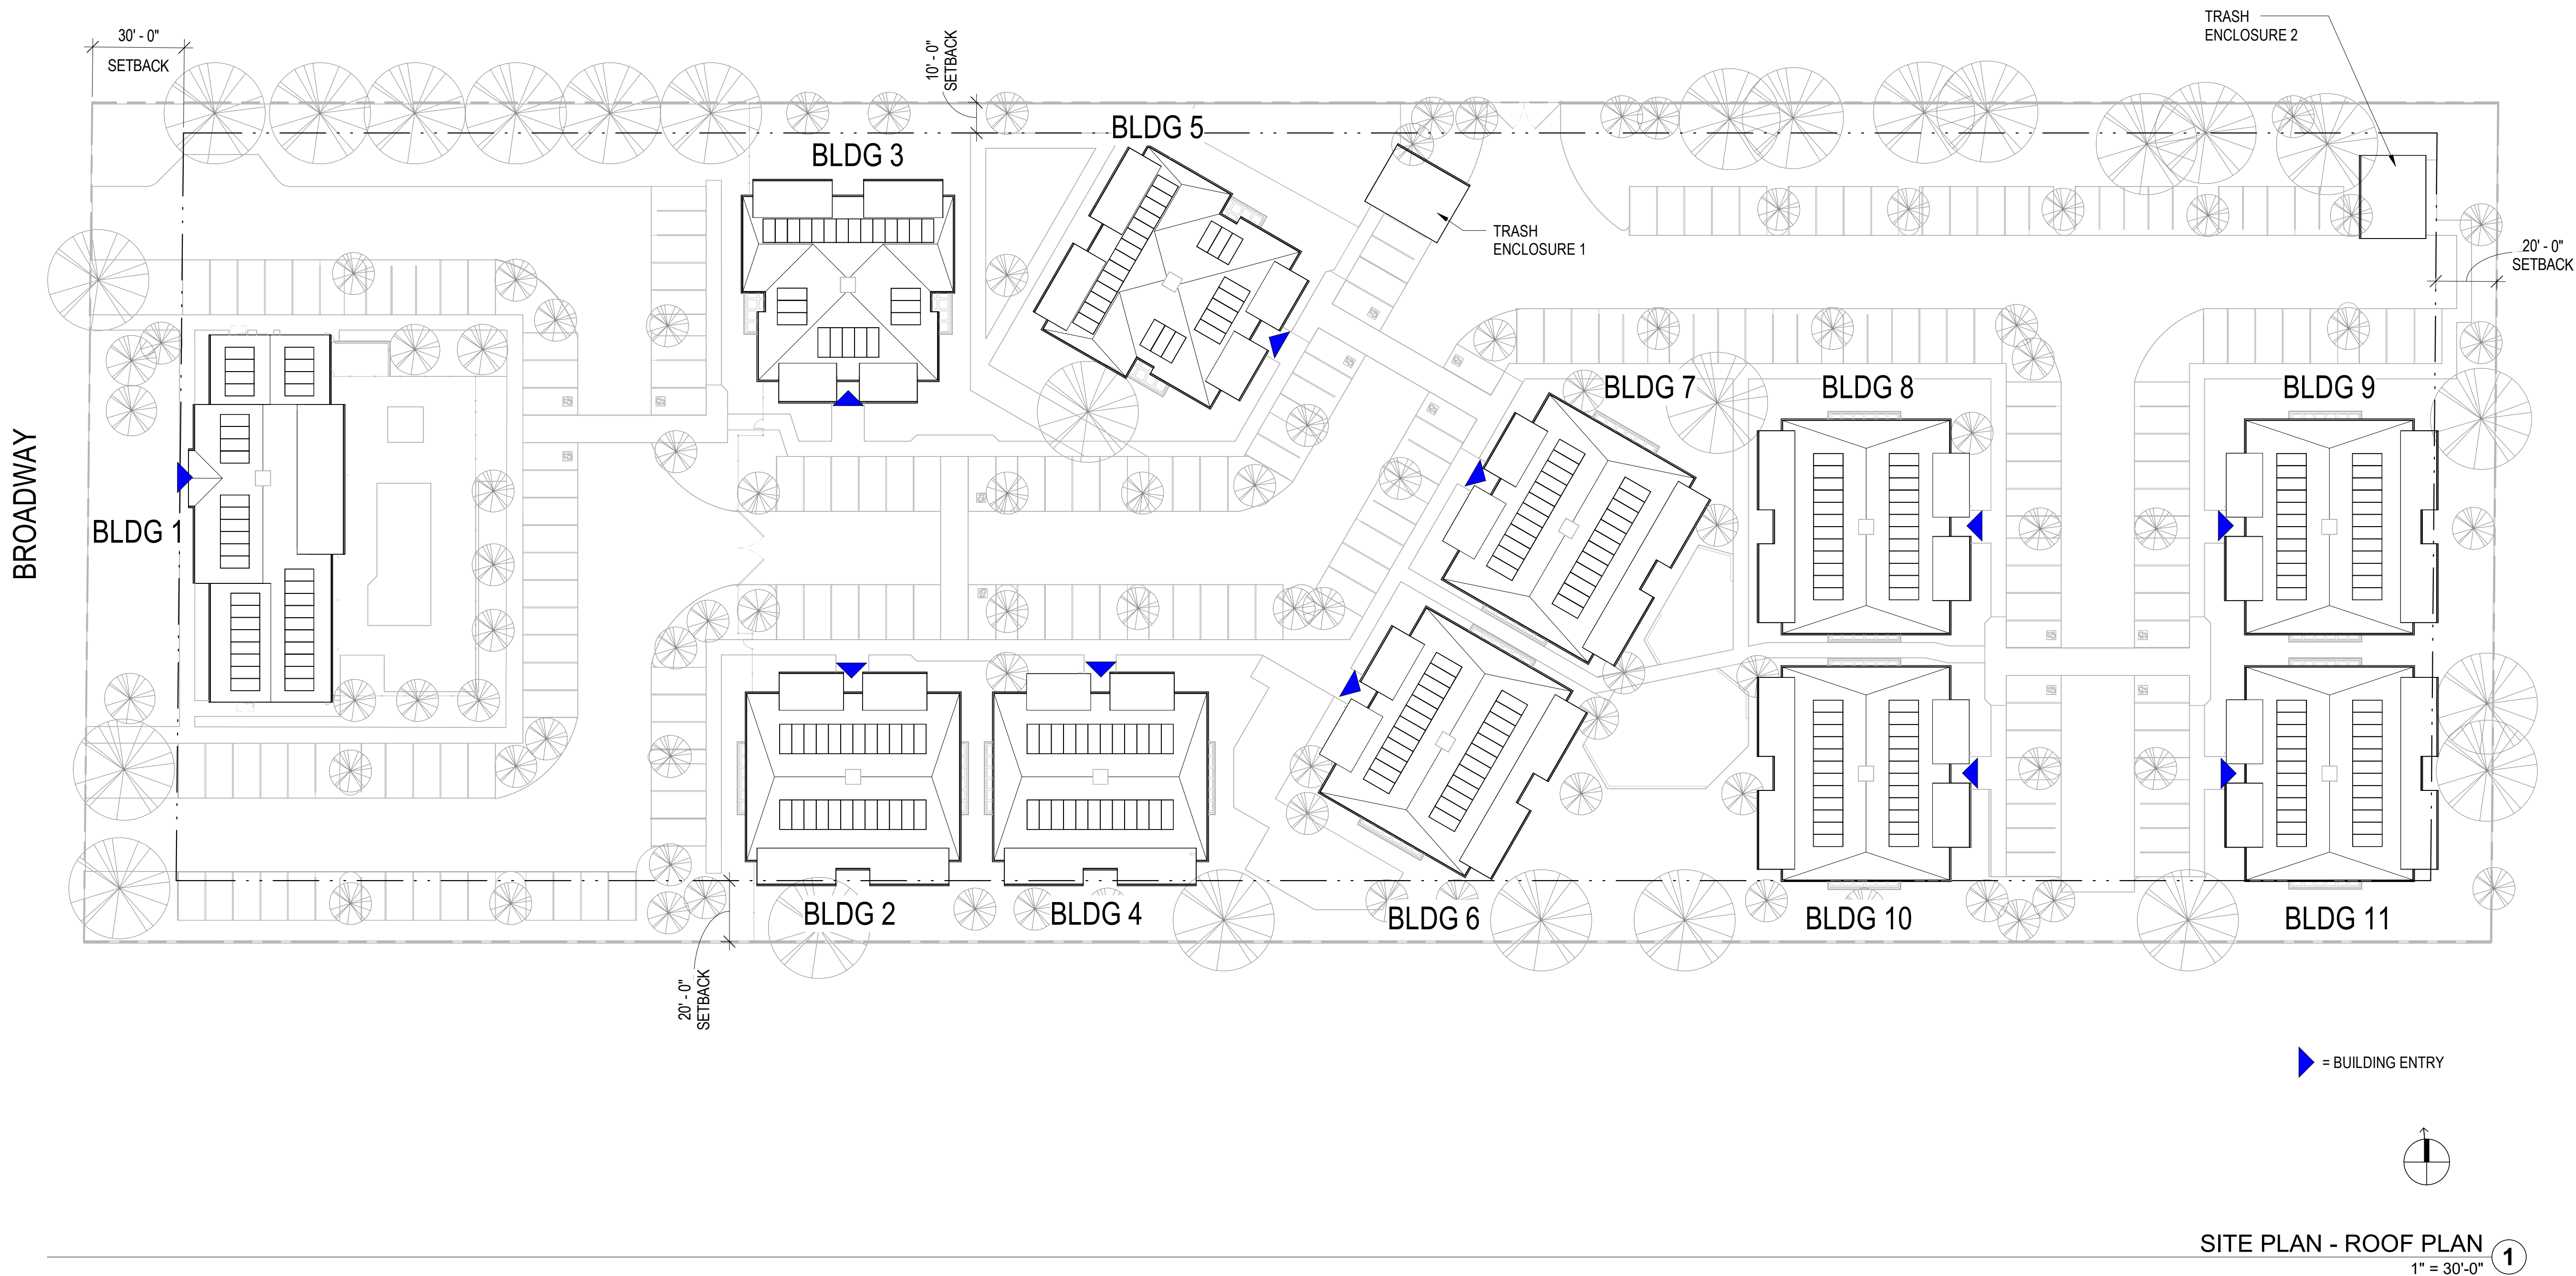 TRASH
ENCLOSURE 2
30' - 0"
SETBACK
10' - 0"
SETBACK
BLDG 5
BLDG 3
TRASH
ENCLOSURE 1
20' - 0"
SETBACK
BLDG 7
BLDG 8
BLDG 9
BROADWAY
BLDG 1
BLDG 2
BLDG 4
BLDG 6
BLDG 10
BLDG 11
20' - 0"
SETBACK
= BUILDING ENTRY
SITE PLAN - ROOF PLAN
1
1" = 30'-0"